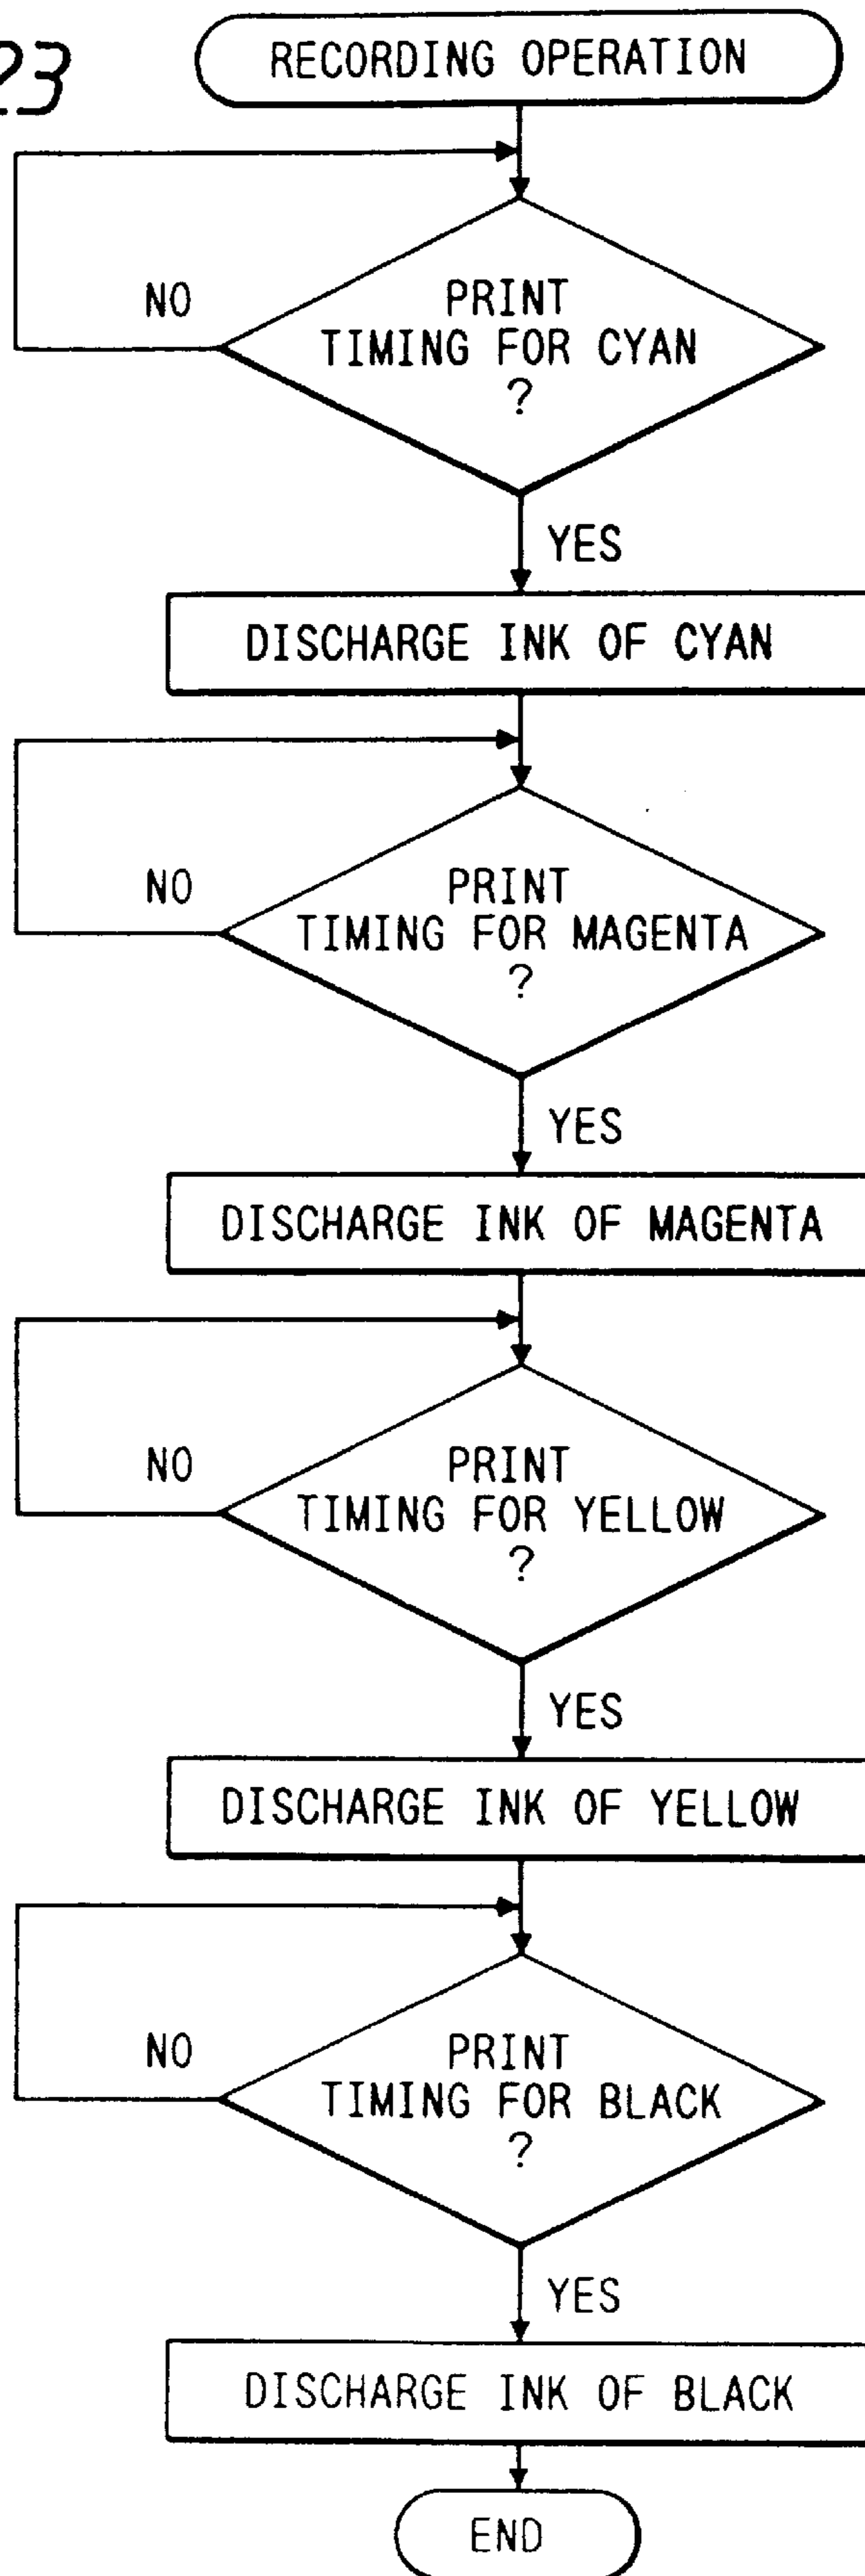 23
RECORDING OPERATION
PRINT
TIMING FOR CYAN
?
NO
YES
DISCHARGE INK OF CYAN
PRINT
TIMING FOR MAGENTA
?
NO
YES
DISCHARGE INK OF MAGENTA
PRINT
TIMING FOR YELLOW
?
NO
YES
DISCHARGE INK OF YELLOW
PRINT
TIMING FOR BLACK
?
NO
YES
DISCHARGE INK OF BLACK
END